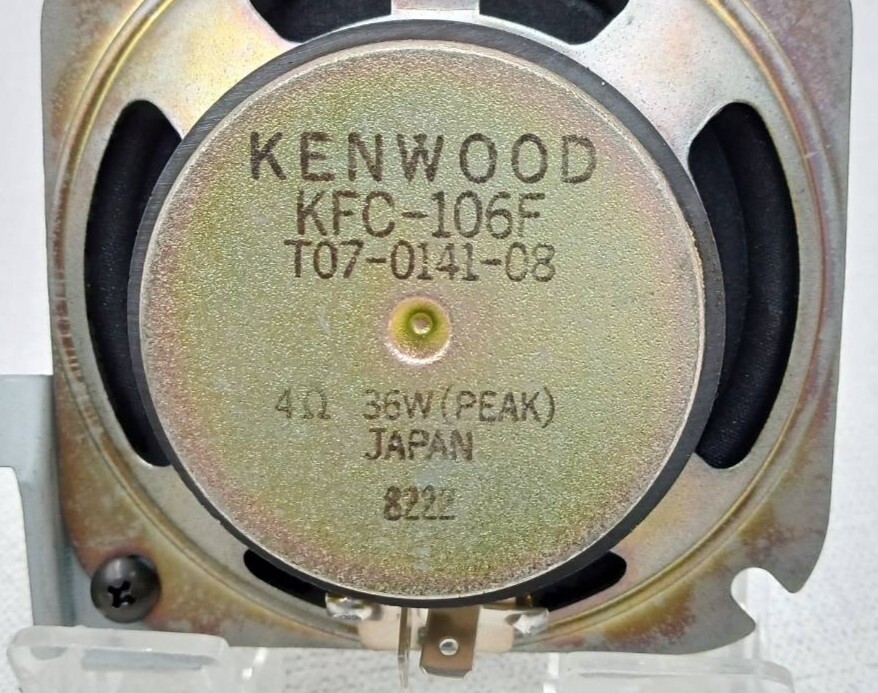 KENWOOD
KFC-106F
T07-0141-08
4Ω 36W(PEAK)
JAPAN
8222